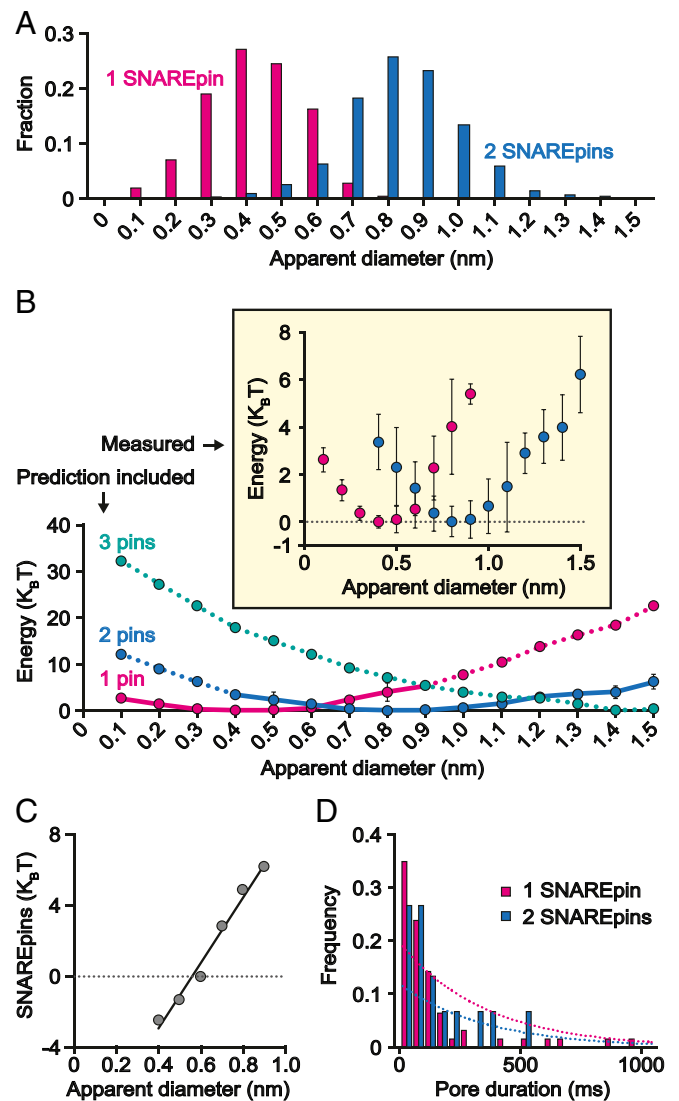 A
0.3
0.2
0.1
0
Fraction
1 SNAREpin
2 SNAREpins
0 0.1 0.2 0.3 0.4 0.5 0.6 0.7 0.8 0.9 1.0 1.1 1.2 1.3 1.4 1.5
Apparent diameter (nm)
B
8
6
4
2
0
-1
Energy (KBT)
0 0.5 1.0 1.5
Apparent diameter (nm)
Measured
Prediction included
40
30
20
10
0
Energy (KBT)
3 pins
2 pins
1 pin
0 0.1 0.2 0.3 0.4 0.5 0.6 0.7 0.8 0.9 1.0 1.1 1.2 1.3 1.4 1.5
Apparent diameter (nm)
C
8
4
0
-4
SNAREpins (KBT)
0 0.2 0.4 0.6 0.8 1.0
Apparent diameter (nm)
D
0.4
0.3
0.2
0.1
0
Frequency
1 SNAREpin
2 SNAREpins
0 500 1000
Pore duration (ms)